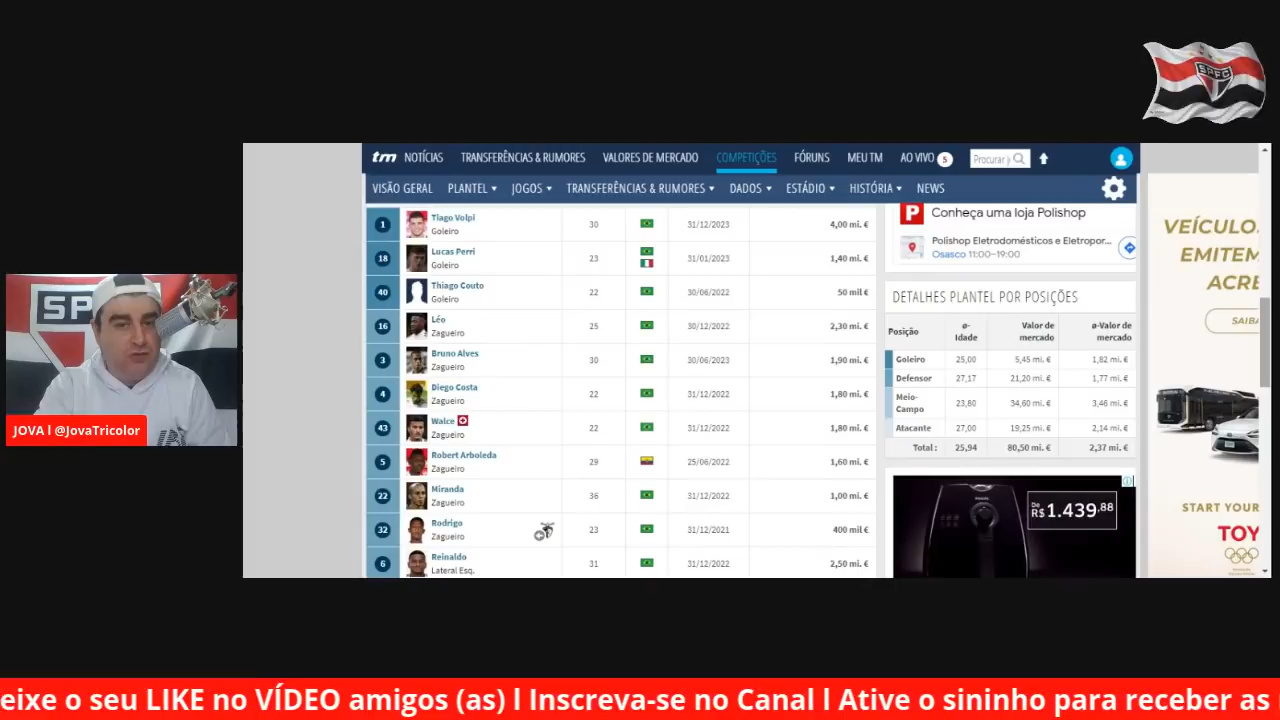 SPFC
tm NOTÍCIAS TRANSFERÊNCIAS & RUMORES VALORES DE MERCADO COMPETIÇÕES FÓRUNS MEU TM AO VIVO 5 Procurar j
VISÃO GERAL PLANTEL JOGOS TRANSFERÊNCIAS & RUMORES DADOS ESTÁDIO HISTÓRIA NEWS
1 Tiago Volpi 30 31/12/2023 4,00 mi. €
Goleiro
18 Lucas Perri 23 31/01/2023 1,40 mi. €
Goleiro
40 Thiago Couto 22 30/06/2022 50 mil €
Goleiro
16 Léo 25 30/12/2022 2,30 mi. €
Zagueiro
3 Bruno Alves 30 30/06/2023 1,90 mi. €
Zagueiro
4 Diego Costa 22 31/12/2022 1,80 mi. €
Zagueiro
43 Walce 22 31/12/2022 1,80 mi. €
Zagueiro
5 Robert Arboleda 29 25/06/2022 1,60 mi. €
Zagueiro
22 Miranda 36 31/12/2022 1,00 mi. €
Zagueiro
32 Rodrigo 23 31/12/2021 400 mil €
Zagueiro
6 Reinaldo 31 31/12/2022 2,50 mi. €
Lateral Esq.
P Conheça uma loja Polishop
Polishop Eletrodomésticos e Eletropor...
Osasco 11:00–19:00
DETALHES PLANTEL POR POSIÇÕES
Posição ø-Idade Valor de mercado ø-Valor de mercado
Goleiro 25,00 5,45 mi. € 1,82 mi. €
Defensor 27,17 21,20 mi. € 1,77 mi. €
Meio-Campo 23,80 34,60 mi. € 3,46 mi. €
Atacante 27,00 19,25 mi. € 2,14 mi. €
Total : 25,94 80,50 mi. € 2,37 mi. €
PHILIPS
De R$ 1.439,88
VEÍCULO
EMITEM
ACRE
SAIBA
START YOUR
TOY
SP
JOVA l @JovaTricolor
eixe o seu LIKE no VÍDEO amigos (as) l Inscreva-se no Canal l Ative o sininho para receber as